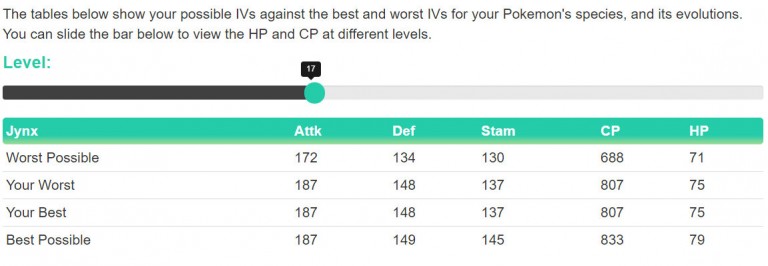 The tables below show your possible IVs against the best and worst IVs for your Pokemon's species, and its evolutions.
You can slide the bar below to view the HP and CP at different levels.
Level:
17
Jynx Attk Def Stam CP HP
Worst Possible 172 134 130 688 71
Your Worst 187 148 137 807 75
Your Best 187 148 137 807 75
Best Possible 187 149 145 833 79